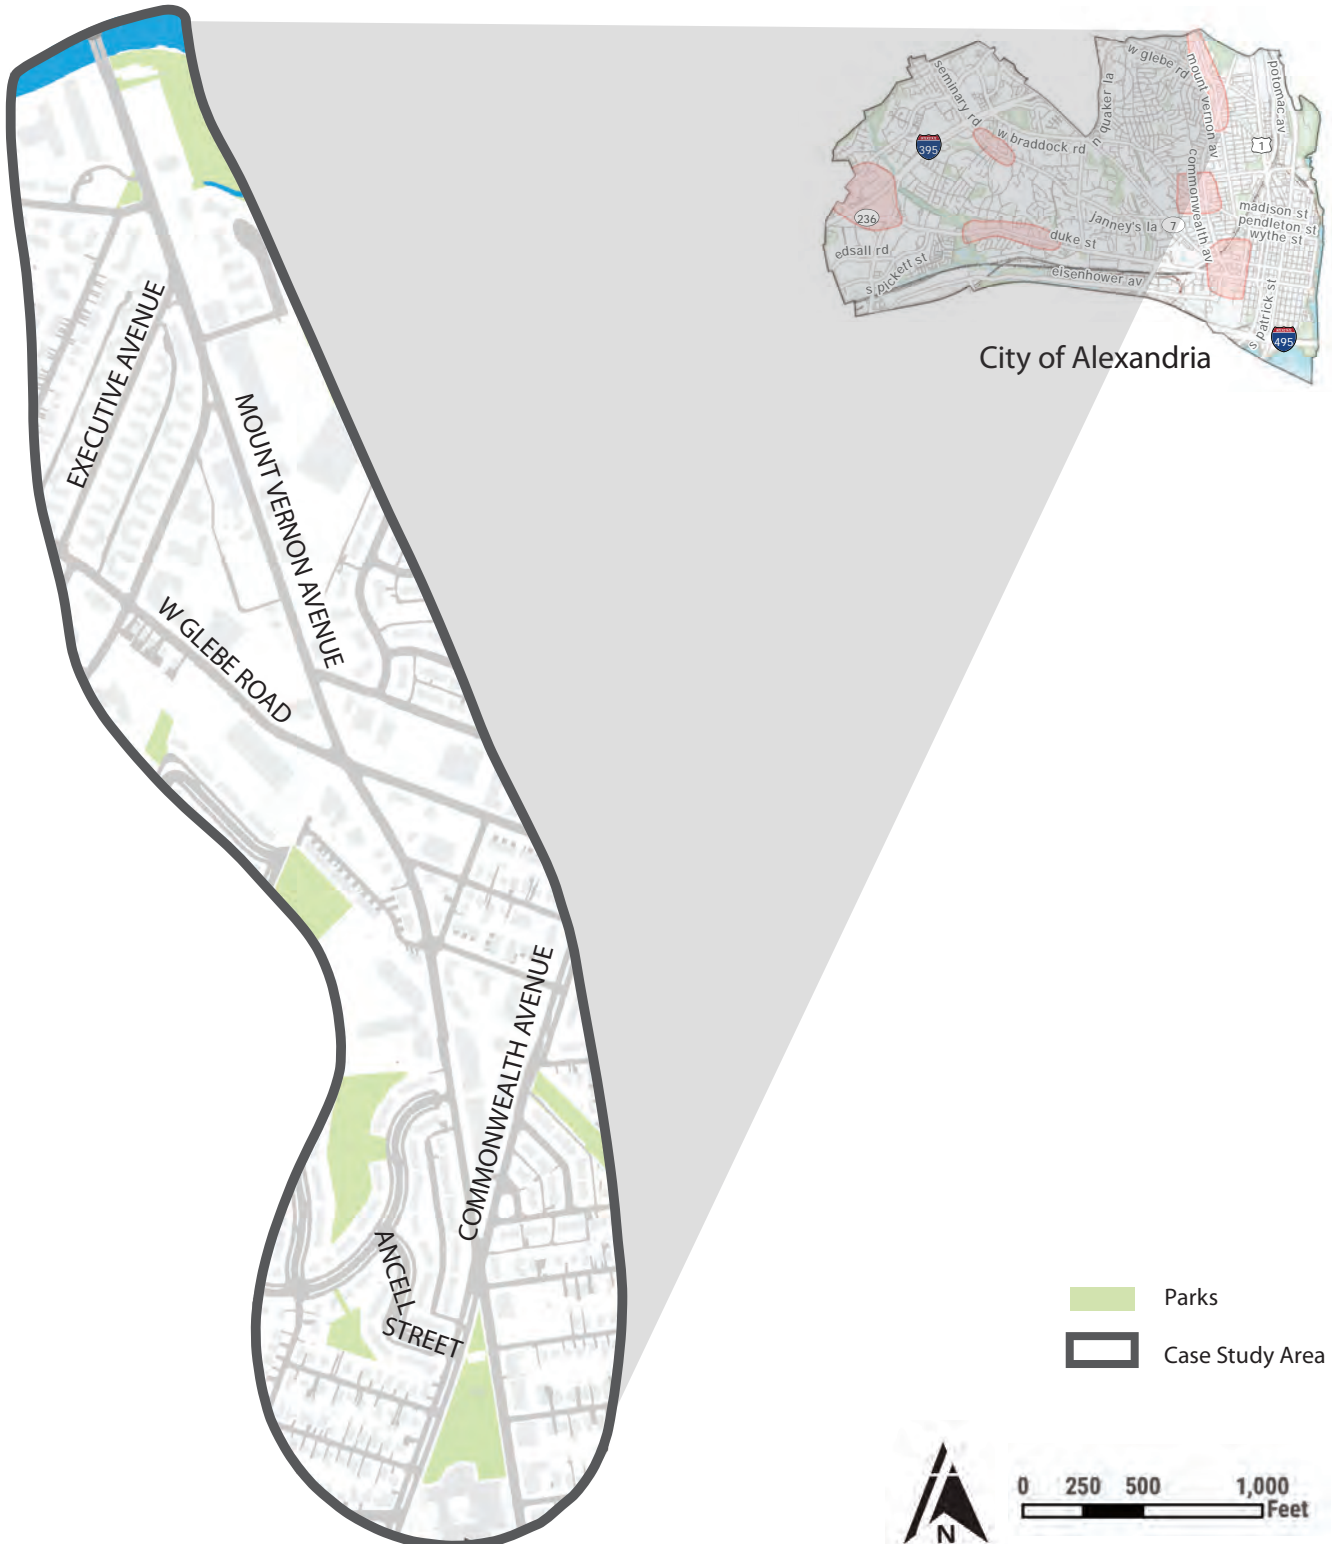 EXECUTIVE AVENUE
MOUNT VERNON AVENUE
W GLEBE ROAD
COMMONWEALTH AVENUE
ANCELL
STREET
seminary rd
395
w braddock rd
n quaker la
w glebe rd
mount vernon av
potomac av
1
commonwealth av
236
edsall rd
s pickett st
duke st
janney's la
7
eisenhower av
madison st
pendleton st
wythe st
s patrick st
495
City of Alexandria
Parks
Case Study Area
N
0 250 500 1,000
Feet